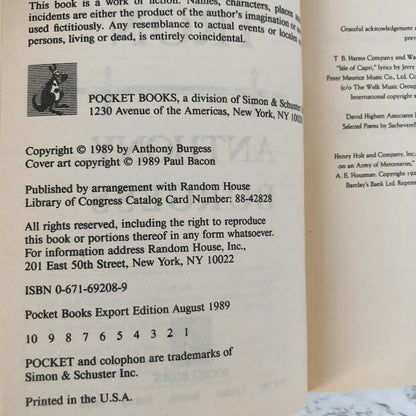 This book is a work of fiction. Names, characters, places and
incidents are either the product of the author's imagination or are
used fictitiously. Any resemblance to actual events or locales or
persons, living or dead, is entirely coincidental.
POCKET BOOKS, a division of Simon & Schuster
1230 Avenue of the Americas, New York, NY 10020
Copyright © 1989 by Anthony Burgess
Cover art copyright © 1989 Paul Bacon
Published by arrangement with Random House
Library of Congress Catalog Card Number: 88-42828
All rights reserved, including the right to reproduce
this book or portions thereof in any form whatsoever.
For information address Random House, Inc.,
201 East 50th Street, New York, NY 10022
ISBN 0-671-69208-9
Pocket Books Export Edition August 1989
10 9 8 7 6 5 4 3 2 1
POCKET and colophon are trademarks of
Simon & Schuster Inc.
Printed in the U.S.A.
Grateful acknowledgement
prev
T. B. Harms Company and Wa
"Isle of Capri," lyrics by Jerry
Peter Maurice Music Co., Ltd. Co
(c/o The Welk Music Group
International copyright s
David Higham Associates L
Selected Poems by Sacheverell
Henry Holt and Company, Inc.
on an Army of Mercenaries,"
A. E. Housman. Copyright 192
Barclay's Bank Ltd. Repri